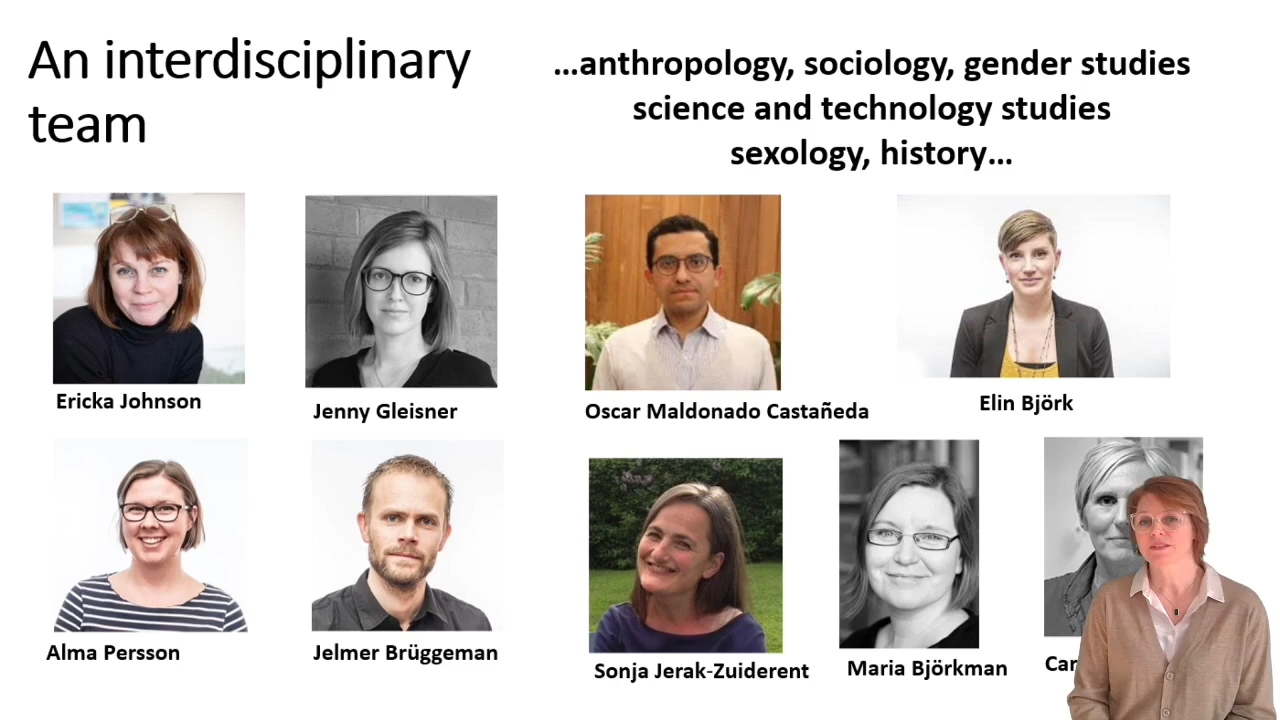 An interdisciplinary
team
...anthropology, sociology, gender studies
science and technology studies
sexology, history...
Ericka Johnson
Jenny Gleisner
Oscar Maldonado Castañeda
Elin Björk
Alma Persson
Jelmer Brüggeman
Sonja Jerak-Zuiderent
Maria Björkman